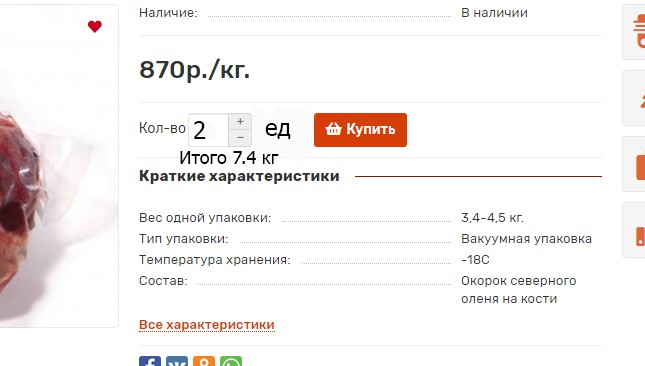 Наличие: В наличии
870р./кг.
Кол-во 2 + − ед Купить
Итого 7.4 кг
Краткие характеристики
Вес одной упаковки: 3,4-4,5 кг.
Тип упаковки: Вакуумная упаковка
Температура хранения: -18С
Состав: Окорок северного
оленя на кости
Все характеристики